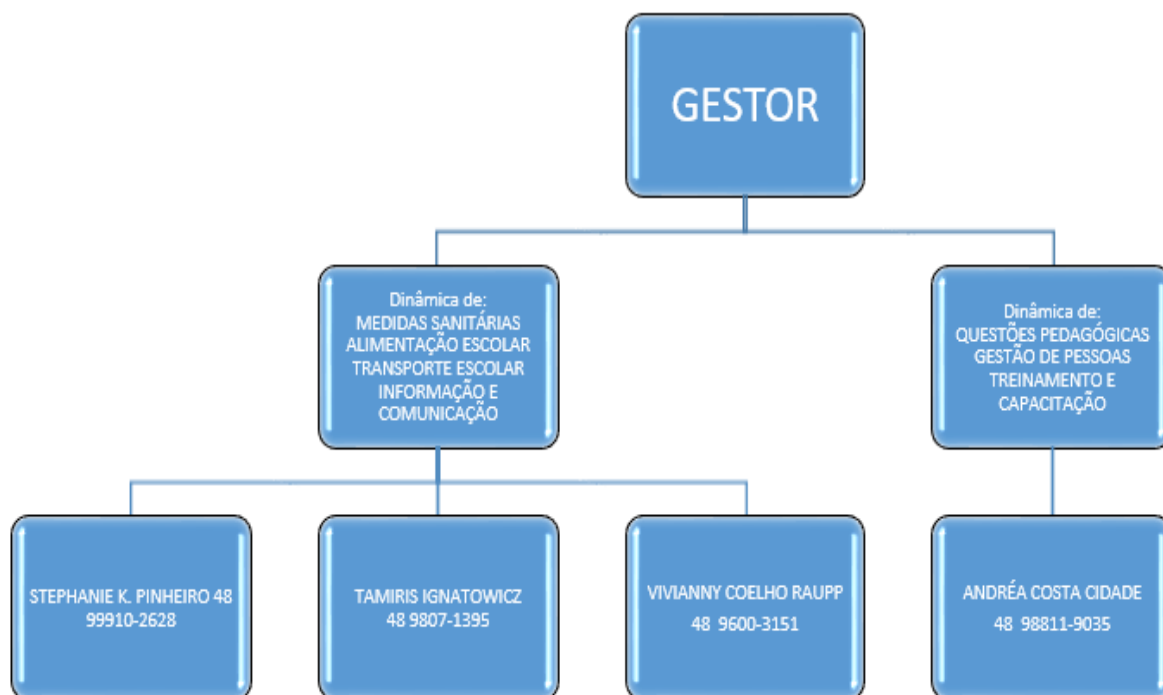 GESTOR
Dinâmica de:
MEDIDAS SANITÁRIAS
ALIMENTAÇÃO ESCOLAR
TRANSPORTE ESCOLAR
INFORMAÇÃO E
COMUNICAÇÃO
Dinâmica de:
QUESTÕES PEDAGÓGICAS
GESTÃO DE PESSOAS
TREINAMENTO E
CAPACITAÇÃO
STEPHANIE K. PINHEIRO 48
99910-2628
TAMIRIS IGNATOWICZ
48 9807-1395
VIVIANNY COELHO RAUPP
48 9600-3151
ANDRÉA COSTA CIDADE
48 98811-9035